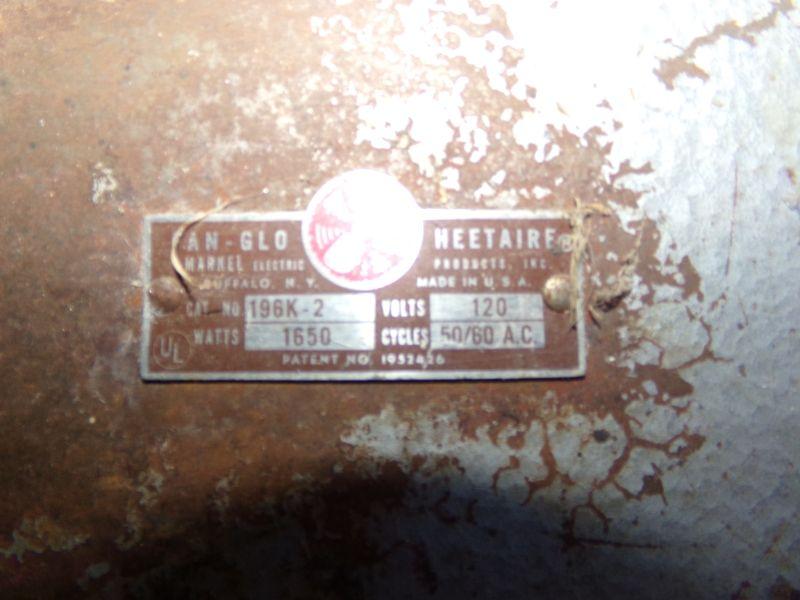 AN-GLO HEETAIRE®
MARKEL ELECTRIC PRODUCTS, INC.
BUFFALO, N.Y. MADE IN U.S.A.
CAT. NO. 196K-2 VOLTS 120
WATTS 1650 CYCLES 50/60 A.C.
UL
PATENT NO. 1952426